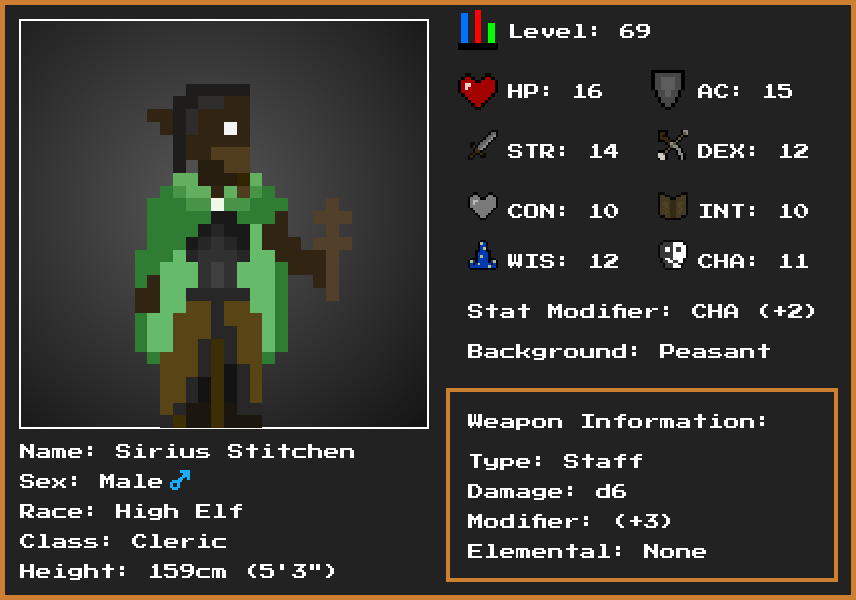 Level: 69
HP: 16 AC: 15
STR: 14 DEX: 12
CON: 10 INT: 10
WIS: 12 CHA: 11
Stat Modifier: CHA (+2)
Background: Peasant
Weapon Information:
Type: Staff
Damage: d6
Modifier: (+3)
Elemental: None
Name: Sirius Stitchen
Sex: Male♂
Race: High Elf
Class: Cleric
Height: 159cm (5'3")